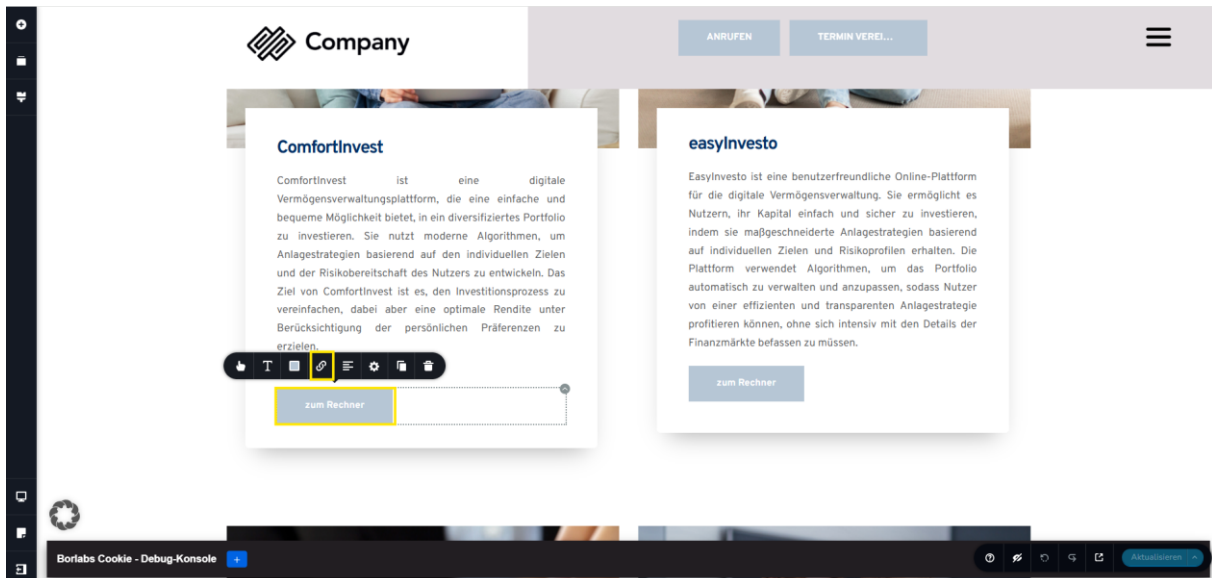 Company
ANRUFEN
TERMIN VEREI...
ComfortInvest
ComfortInvest ist eine digitale
Vermögensverwaltungsplattform, die eine einfache und
bequeme Möglichkeit bietet, in ein diversifiziertes Portfolio
zu investieren. Sie nutzt moderne Algorithmen, um
Anlagestrategien basierend auf den individuellen Zielen
und der Risikobereitschaft des Nutzers zu entwickeln. Das
Ziel von ComfortInvest ist es, den Investitionsprozess zu
vereinfachen, dabei aber eine optimale Rendite unter
Berücksichtigung der persönlichen Präferenzen zu
erzielen.
zum Rechner
easyInvesto
EasyInvesto ist eine benutzerfreundliche Online-Plattform
für die digitale Vermögensverwaltung. Sie ermöglicht es
Nutzern, ihr Kapital einfach und sicher zu investieren,
indem sie maßgeschneiderte Anlagestrategien basierend
auf individuellen Zielen und Risikoprofilen erhalten. Die
Plattform verwendet Algorithmen, um das Portfolio
automatisch zu verwalten und anzupassen, sodass Nutzer
von einer effizienten und transparenten Anlagestrategie
profitieren können, ohne sich intensiv mit den Details der
Finanzmärkte befassen zu müssen.
zum Rechner
Borlabs Cookie - Debug-Konsole
Aktualisieren